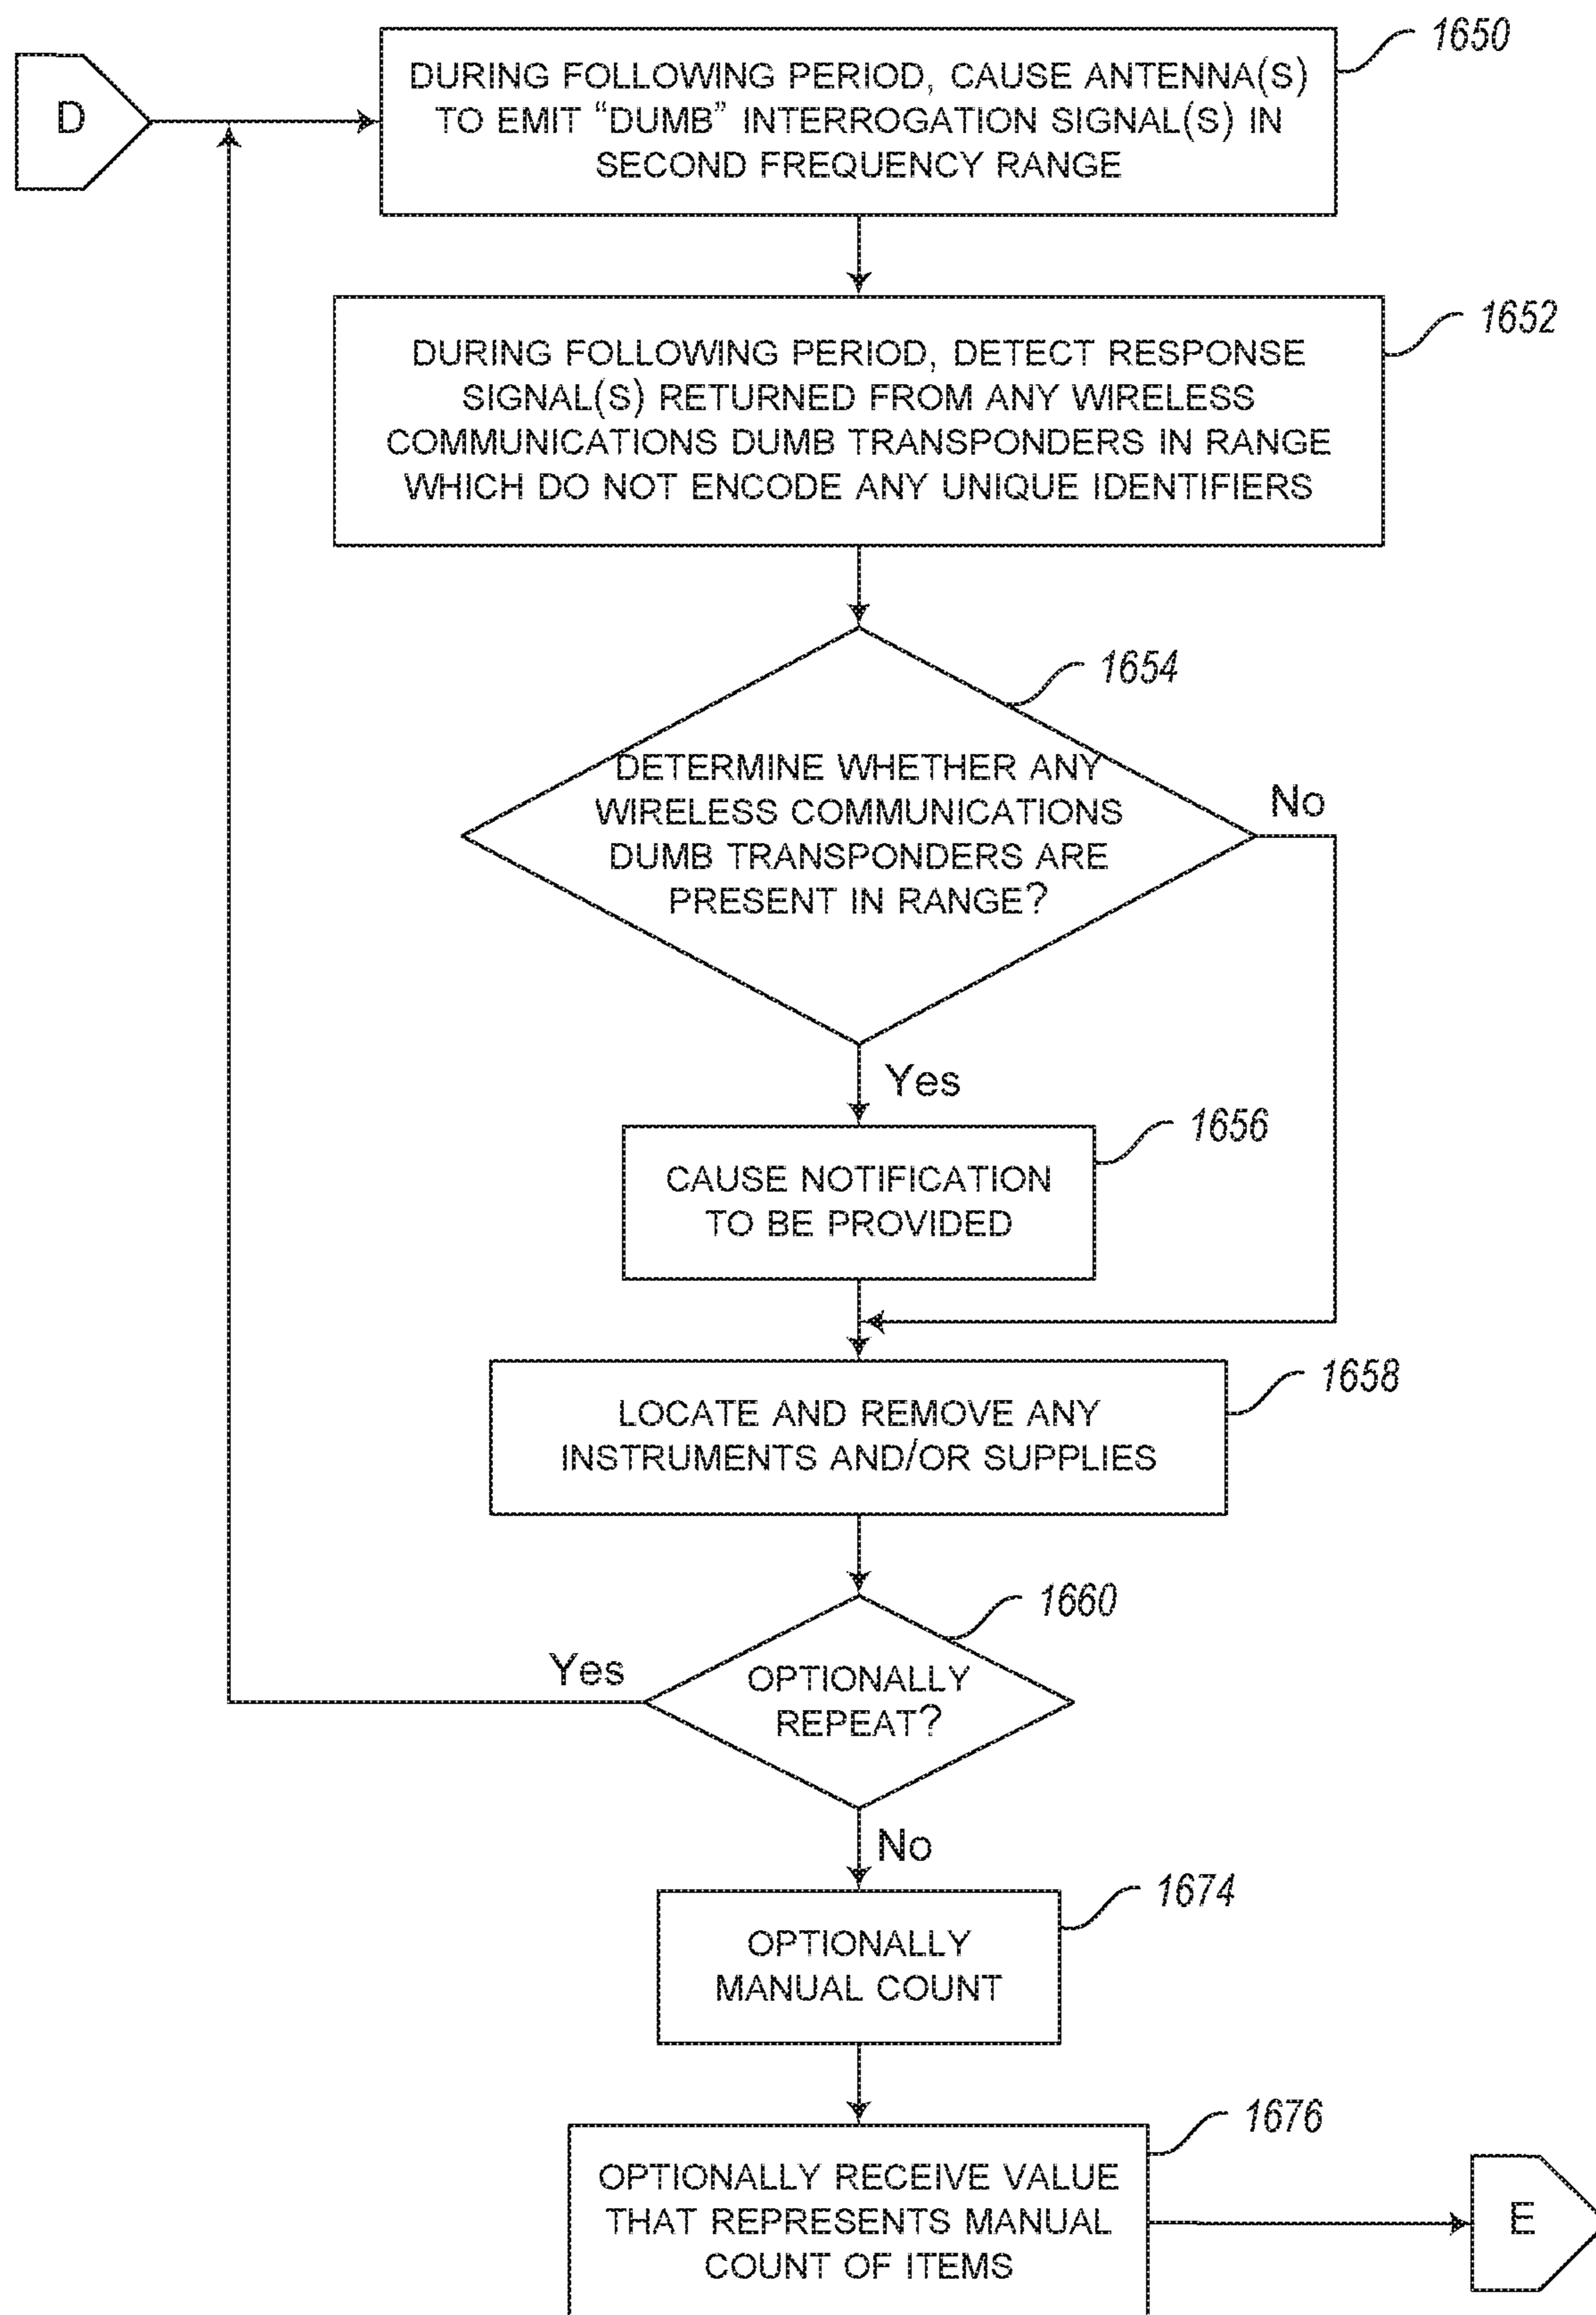 D
1650
DURING FOLLOWING PERIOD, CAUSE ANTENNA(S)
TO EMIT “DUMB” INTERROGATION SIGNAL(S) IN
SECOND FREQUENCY RANGE
1652
DURING FOLLOWING PERIOD, DETECT RESPONSE
SIGNAL(S) RETURNED FROM ANY WIRELESS
COMMUNICATIONS DUMB TRANSPONDERS IN RANGE
WHICH DO NOT ENCODE ANY UNIQUE IDENTIFIERS
1654
DETERMINE WHETHER ANY
WIRELESS COMMUNICATIONS
DUMB TRANSPONDERS ARE
PRESENT IN RANGE?
No
Yes
1656
CAUSE NOTIFICATION
TO BE PROVIDED
1658
LOCATE AND REMOVE ANY
INSTRUMENTS AND/OR SUPPLIES
1660
Yes
OPTIONALLY
REPEAT?
No
1674
OPTIONALLY
MANUAL COUNT
1676
OPTIONALLY RECEIVE VALUE
THAT REPRESENTS MANUAL
COUNT OF ITEMS
E